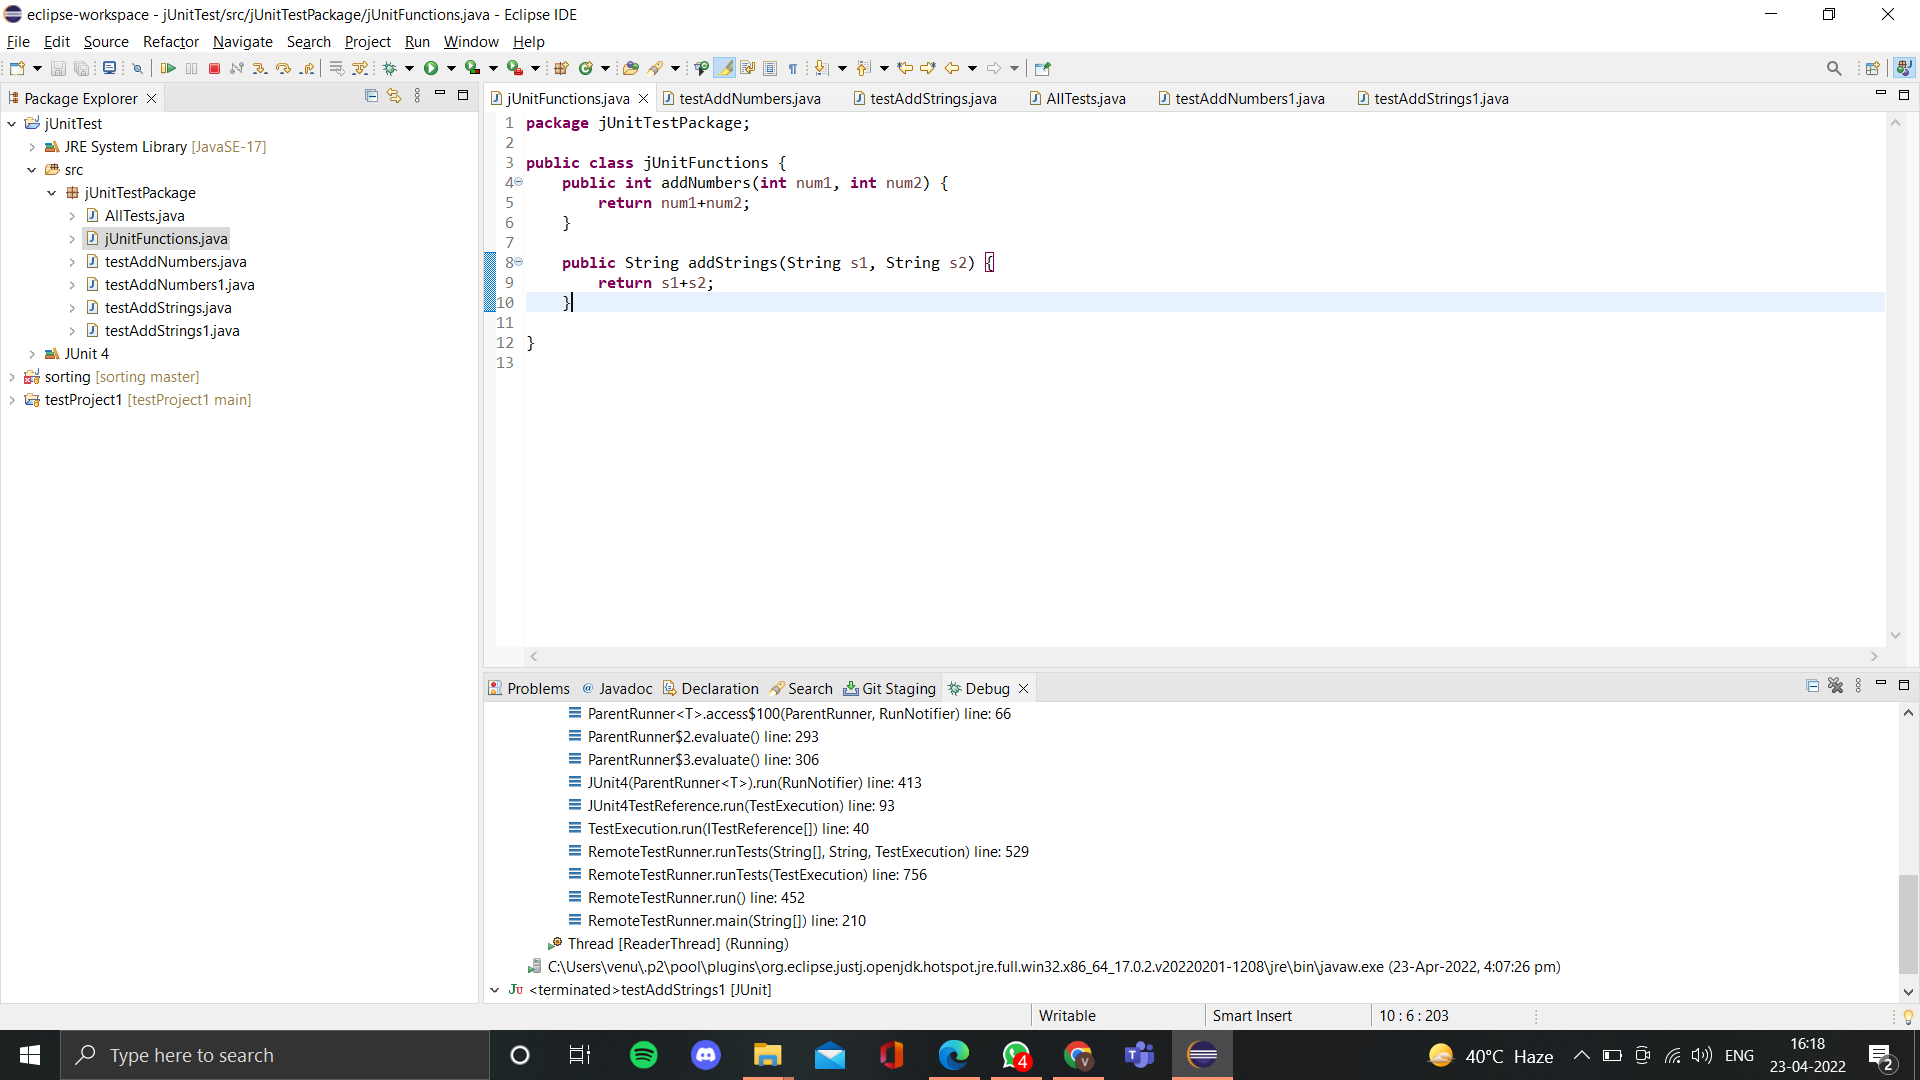 eclipse-workspace - jUnitTest/src/jUnitTestPackage/jUnitFunctions.java - Eclipse IDE
File Edit Source Refactor Navigate Search Project Run Window Help
Package Explorer
jUnitTest
JRE System Library [JavaSE-17]
src
jUnitTestPackage
AllTests.java
jUnitFunctions.java
testAddNumbers.java
testAddNumbers1.java
testAddStrings.java
testAddStrings1.java
JUnit 4
sorting [sorting master]
testProject1 [testProject1 main]
jUnitFunctions.java testAddNumbers.java testAddStrings.java AllTests.java testAddNumbers1.java testAddStrings1.java
1 package jUnitTestPackage;
2
3 public class jUnitFunctions {
4 public int addNumbers(int num1, int num2) {
5 return num1+num2;
6 }
7
8 public String addStrings(String s1, String s2) {
9 return s1+s2;
10 }
11
12 }
13
Problems @ Javadoc Declaration Search Git Staging Debug
ParentRunner<T>.access$100(ParentRunner, RunNotifier) line: 66
ParentRunner$2.evaluate() line: 293
ParentRunner$3.evaluate() line: 306
JUnit4(ParentRunner<T>).run(RunNotifier) line: 413
JUnit4TestReference.run(TestExecution) line: 93
TestExecution.run(ITestReference[]) line: 40
RemoteTestRunner.runTests(String[], String, TestExecution) line: 529
RemoteTestRunner.runTests(TestExecution) line: 756
RemoteTestRunner.run() line: 452
RemoteTestRunner.main(String[]) line: 210
Thread [ReaderThread] (Running)
C:\Users\venu\.p2\pool\plugins\org.eclipse.justj.openjdk.hotspot.jre.full.win32.x86_64_17.0.2.v20220201-1208\jre\bin\javaw.exe (23-Apr-2022, 4:07:26 pm)
Ju <terminated>testAddStrings1 [JUnit]
Writable Smart Insert 10 : 6 : 203
Type here to search
4
V
40°C Haze
ENG
16:18
23-04-2022
2